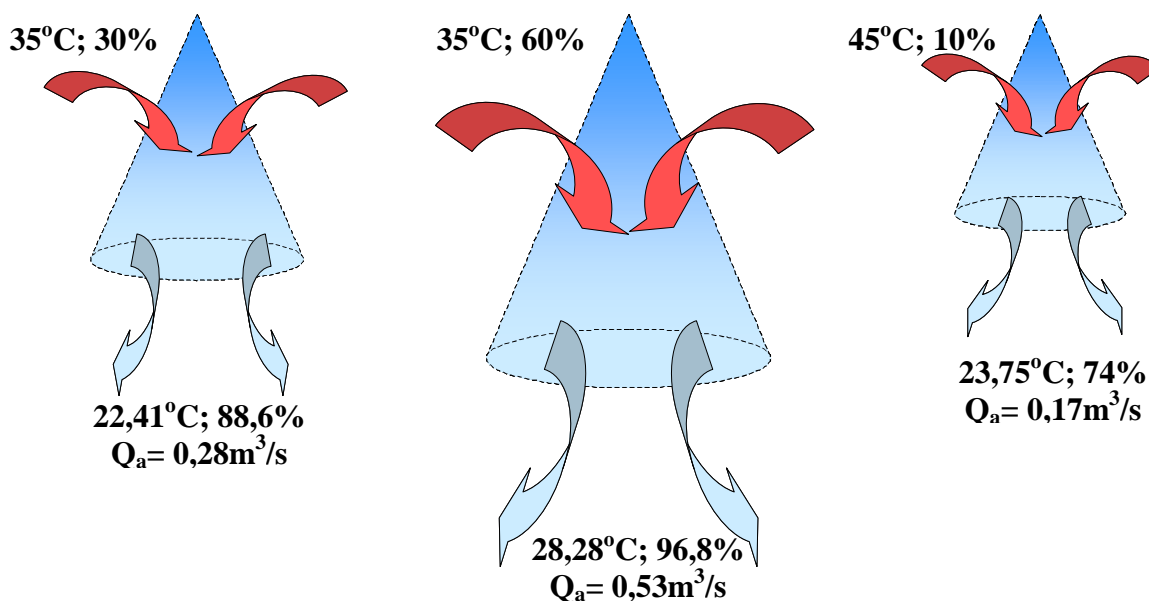 35°C; 30%
22,41°C; 88,6%
Qₐ= 0,28m³/s
35°C; 60%
28,28°C; 96,8%
Qₐ= 0,53m³/s
45°C; 10%
23,75°C; 74%
Qₐ= 0,17m³/s